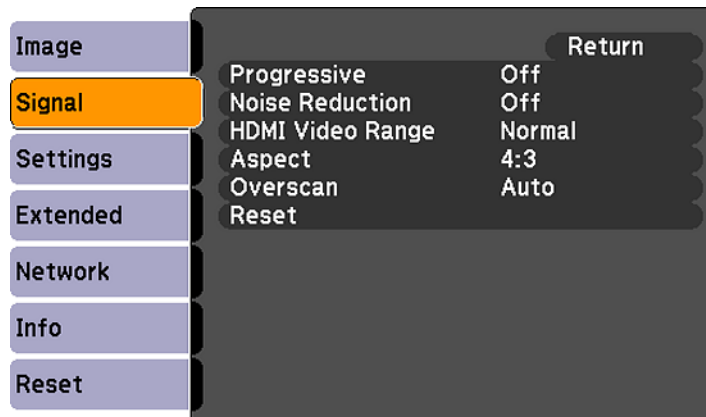 Image
Signal
Settings
Extended
Network
Info
Reset
Return
Progressive Off
Noise Reduction Off
HDMI Video Range Normal
Aspect 4:3
Overscan Auto
Reset